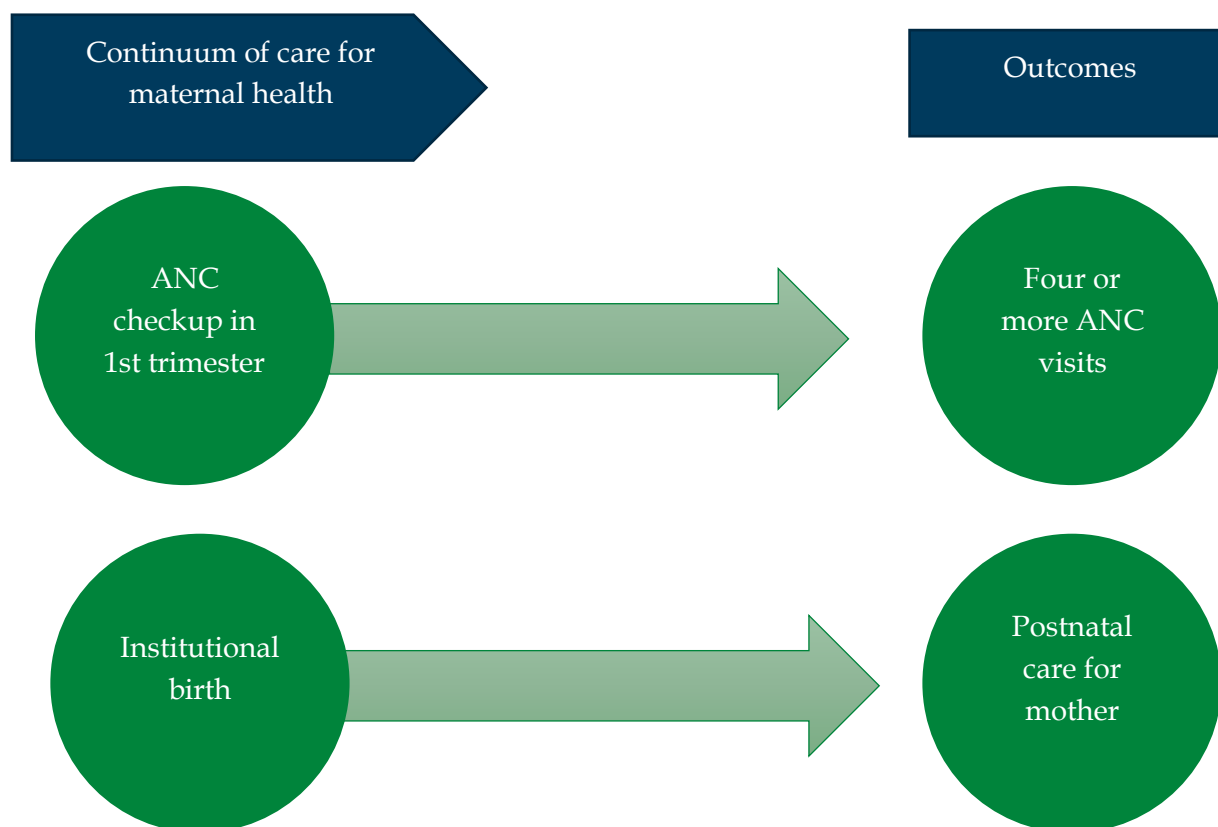 Continuum of care for
maternal health
Outcomes
ANC
checkup in
1st trimester
Four or
more ANC
visits
Institutional
birth
Postnatal
care for
mother